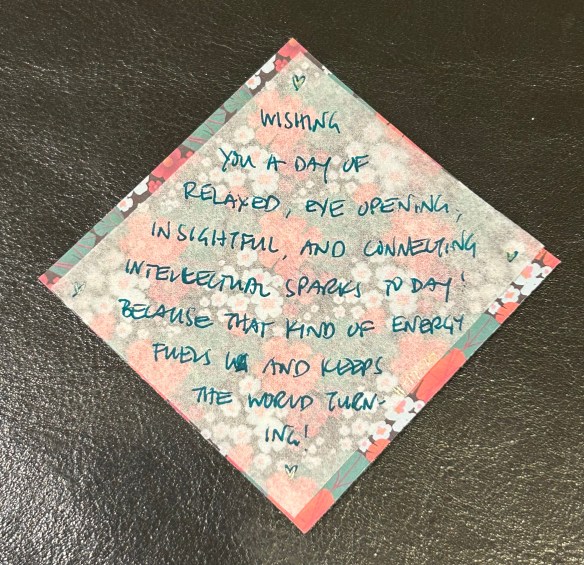 WISHING
YOU A DAY OF
RELAXED, EYE OPENING,
INSIGHTFUL, AND CONNECTING
INTELLECTUAL SPARKS TODAY!
BECAUSE THAT KIND OF ENERGY
FUELS US AND KEEPS
THE WORLD TURN-
ING!